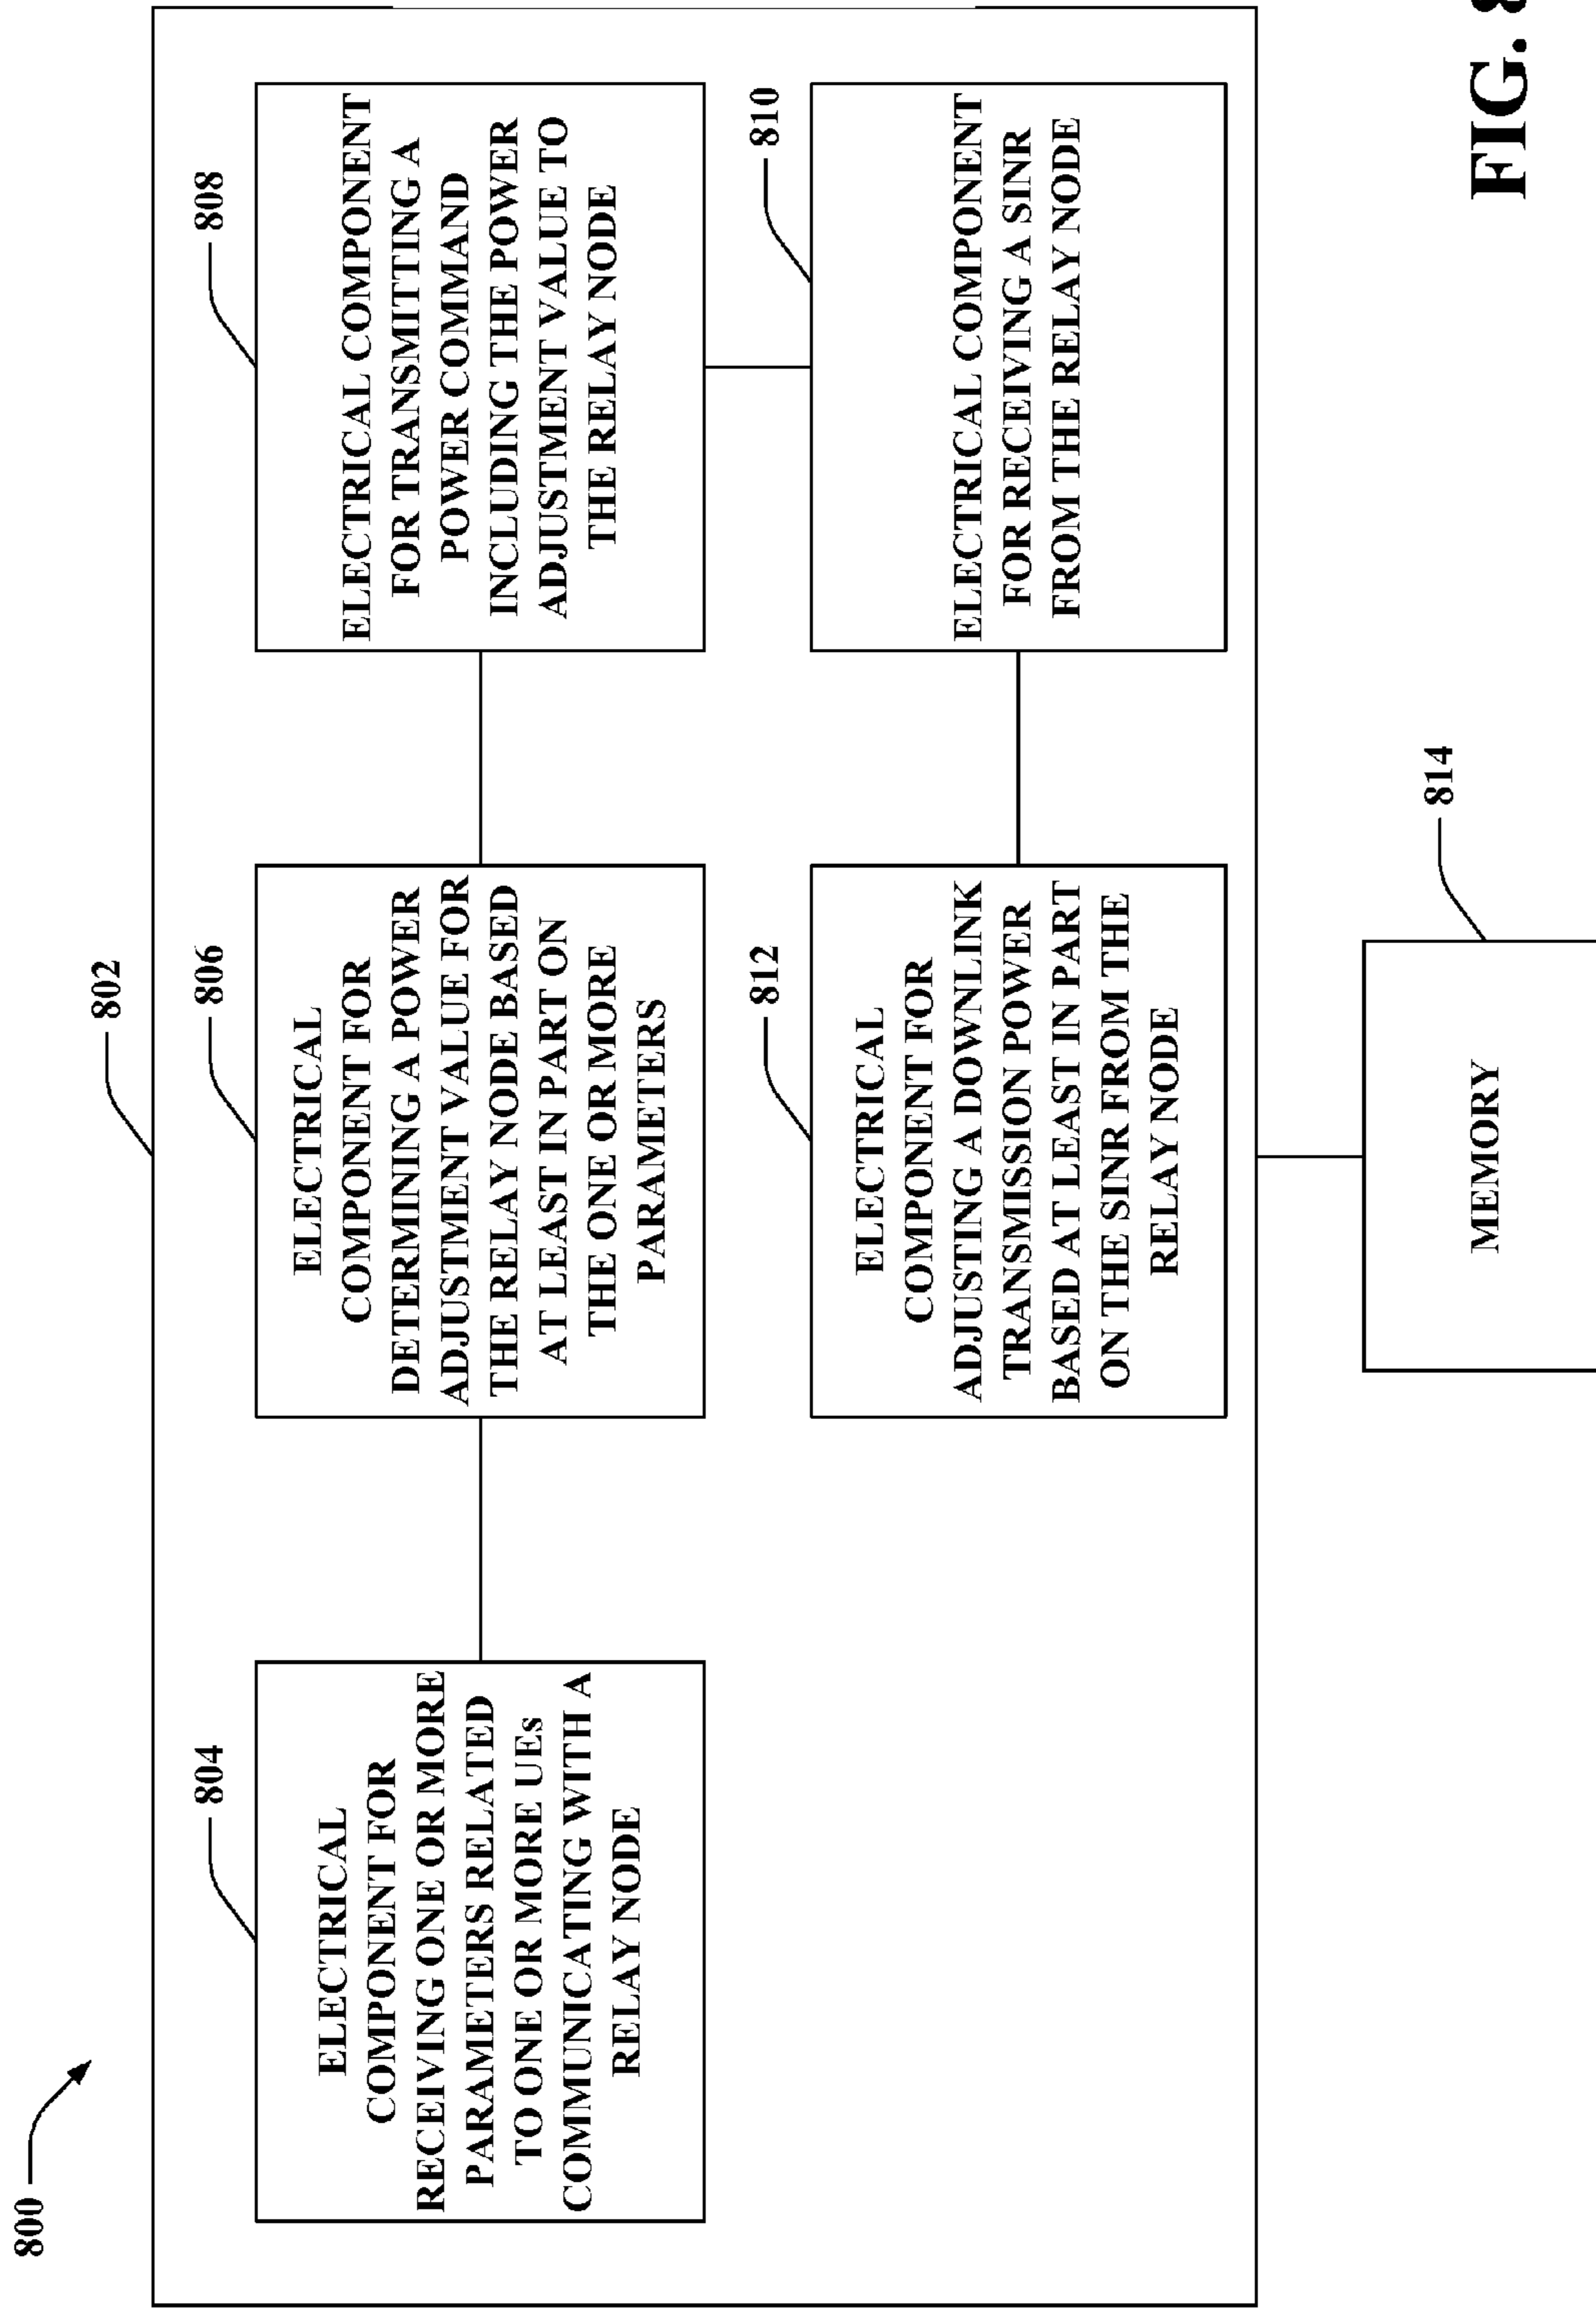 800
802
804
ELECTRICAL
COMPONENT FOR
RECEIVING ONE OR MORE
PARAMETERS RELATED
TO ONE OR MORE UEs
COMMUNICATING WITH A
RELAY NODE
806
ELECTRICAL
COMPONENT FOR
DETERMINING A POWER
ADJUSTMENT VALUE FOR
THE RELAY NODE BASED
AT LEAST IN PART ON
THE ONE OR MORE
PARAMETERS
808
ELECTRICAL COMPONENT
FOR TRANSMITTING A
POWER COMMAND
INCLUDING THE POWER
ADJUSTMENT VALUE TO
THE RELAY NODE
812
ELECTRICAL
COMPONENT FOR
ADJUSTING A DOWNLINK
TRANSMISSION POWER
BASED AT LEAST IN PART
ON THE SINR FROM THE
RELAY NODE
810
ELECTRICAL COMPONENT
FOR RECEIVING A SINR
FROM THE RELAY NODE
814
MEMORY
FIG. 8